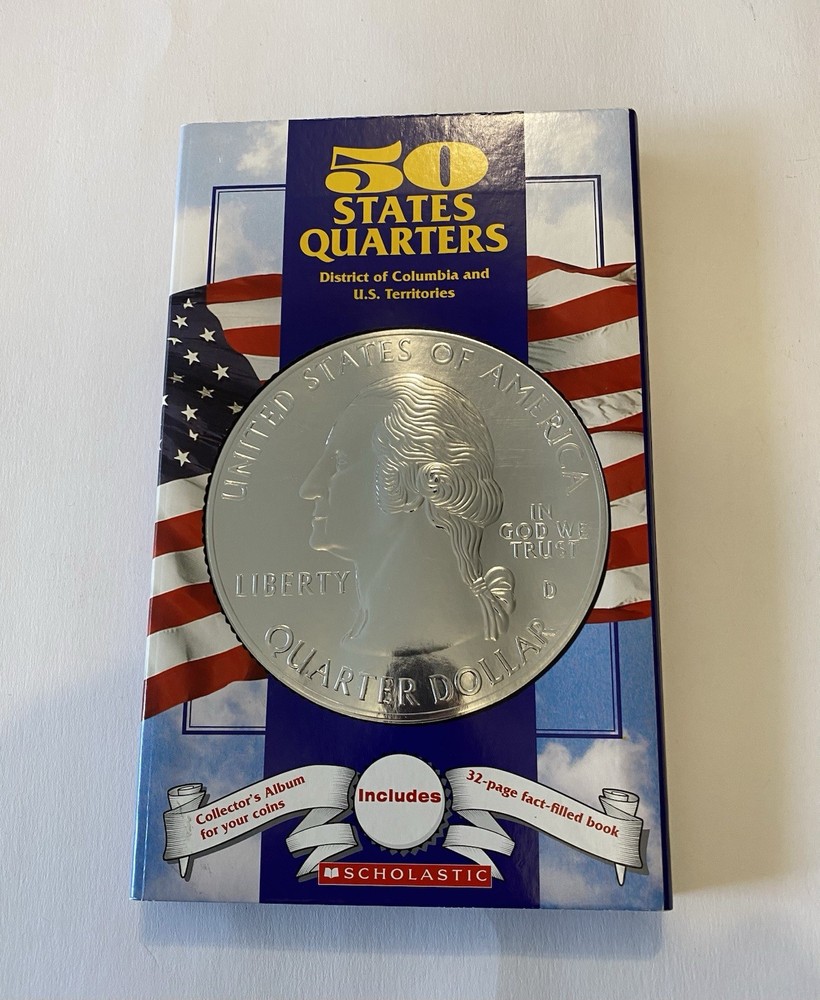 50
STATES
QUARTERS
District of Columbia and
U.S. Territories
UNITED STATES OF AMERICA
IN
GOD WE
TRUST
LIBERTY
D
QUARTER DOLLAR
Collector's Album
for your coins
Includes
32-page fact-filled book
SCHOLASTIC